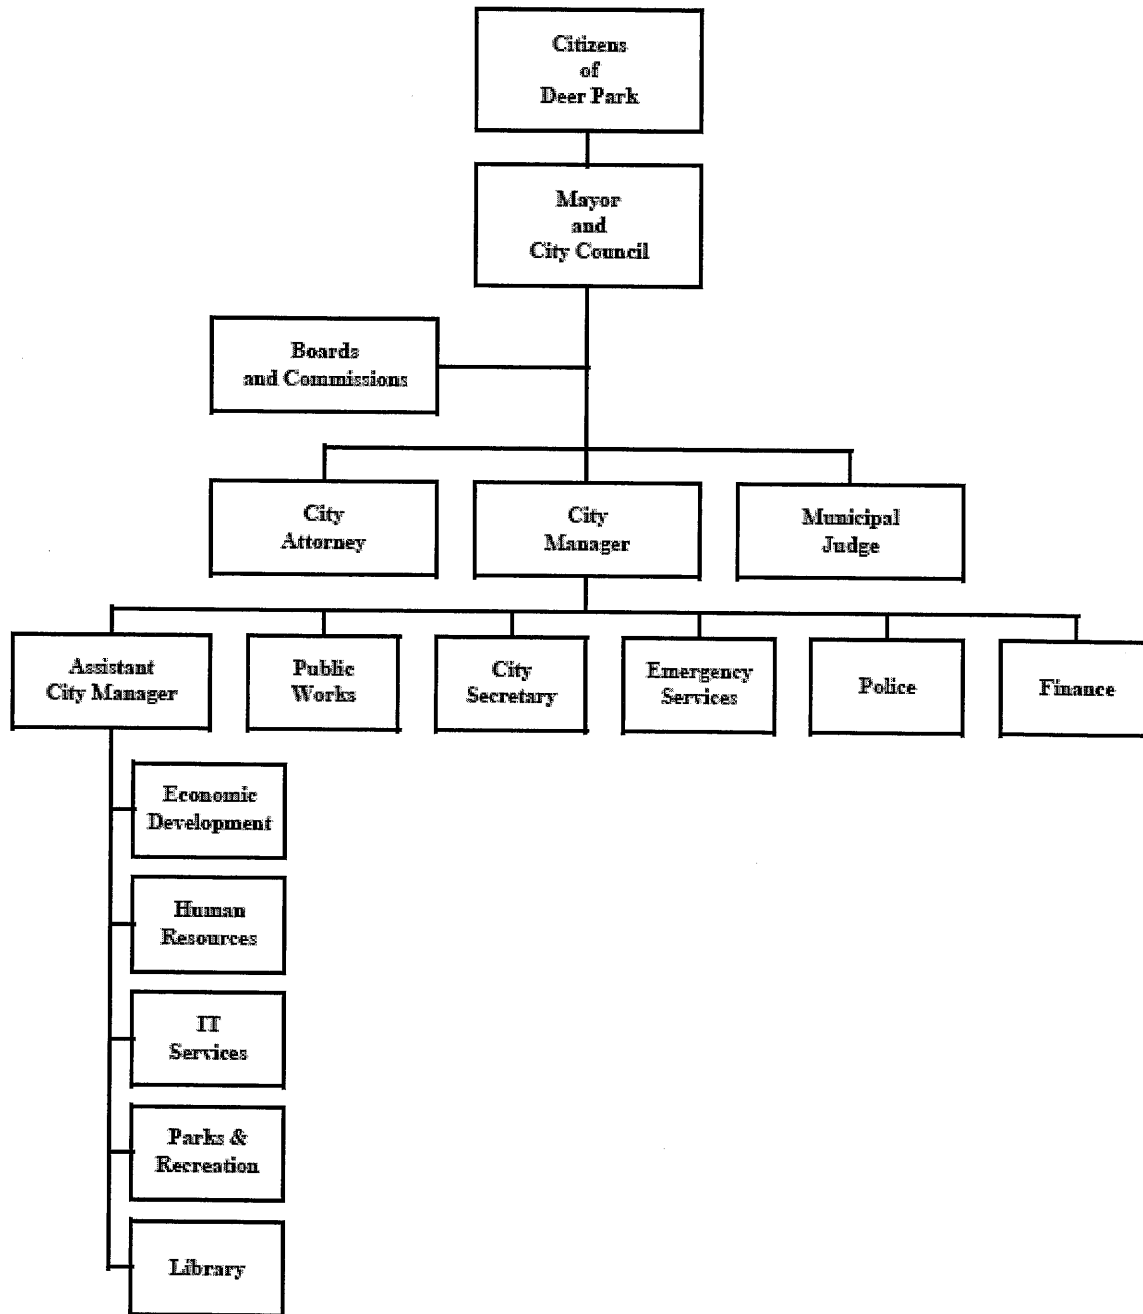 Citizens
of
Deer Park
Mayor
and
City Council
Boards
and Commissions
City
Attorney
City
Manager
Municipal
Judge
Assistant
City Manager
Public
Works
City
Secretary
Emergency
Services
Police
Finance
Economic
Development
Human
Resources
IT
Services
Parks &
Recreation
Library